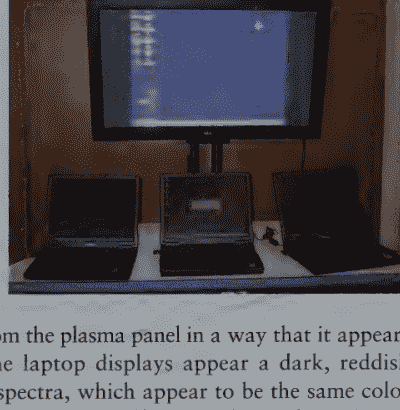 om the plasma panel in a way that it appear
ne laptop displays appear a dark, reddis
spectra, which appear to be the same colo